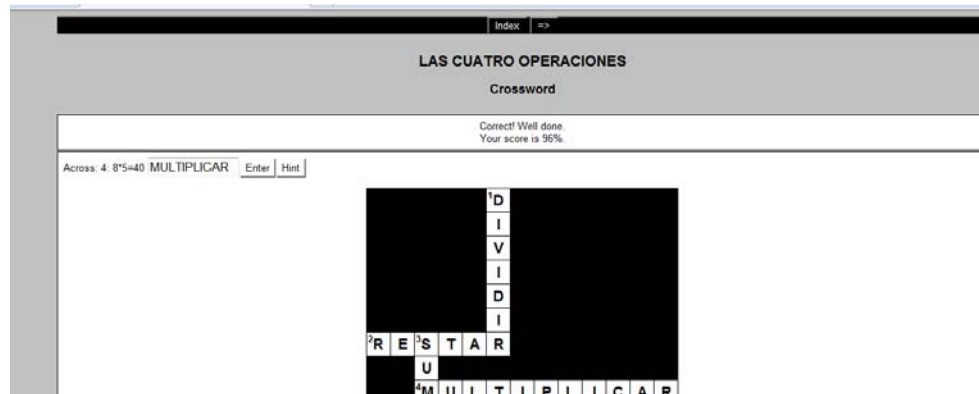 Index =>
LAS CUATRO OPERACIONES
Crossword
Correct! Well done.
Your score is 96%.
Across: 4: 8*5=40 MULTIPLICAR Enter Hint
1D
I
V
I
D
I
2R E 3S T A R
U
4M U L T I P L I C A R